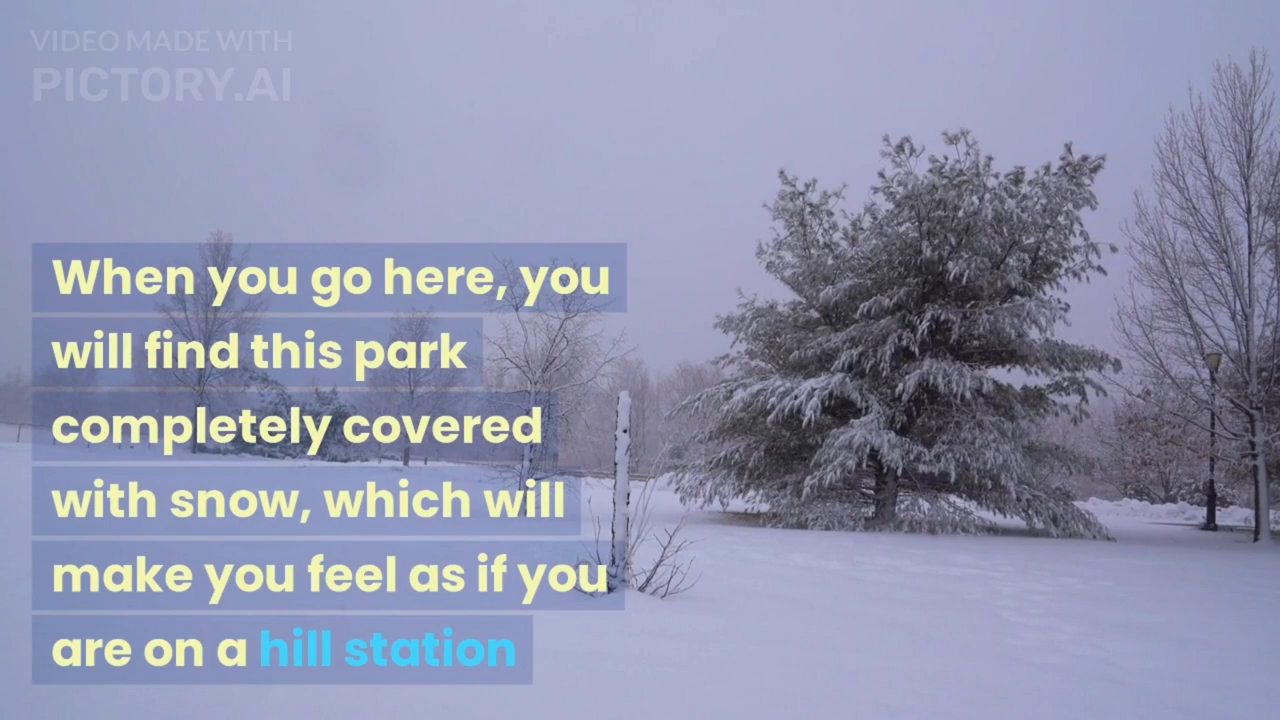 VIDEO MADE WITH
PICTORY.AI
When you go here, you
will find this park
completely covered
with snow, which will
make you feel as if you
are on a hill station